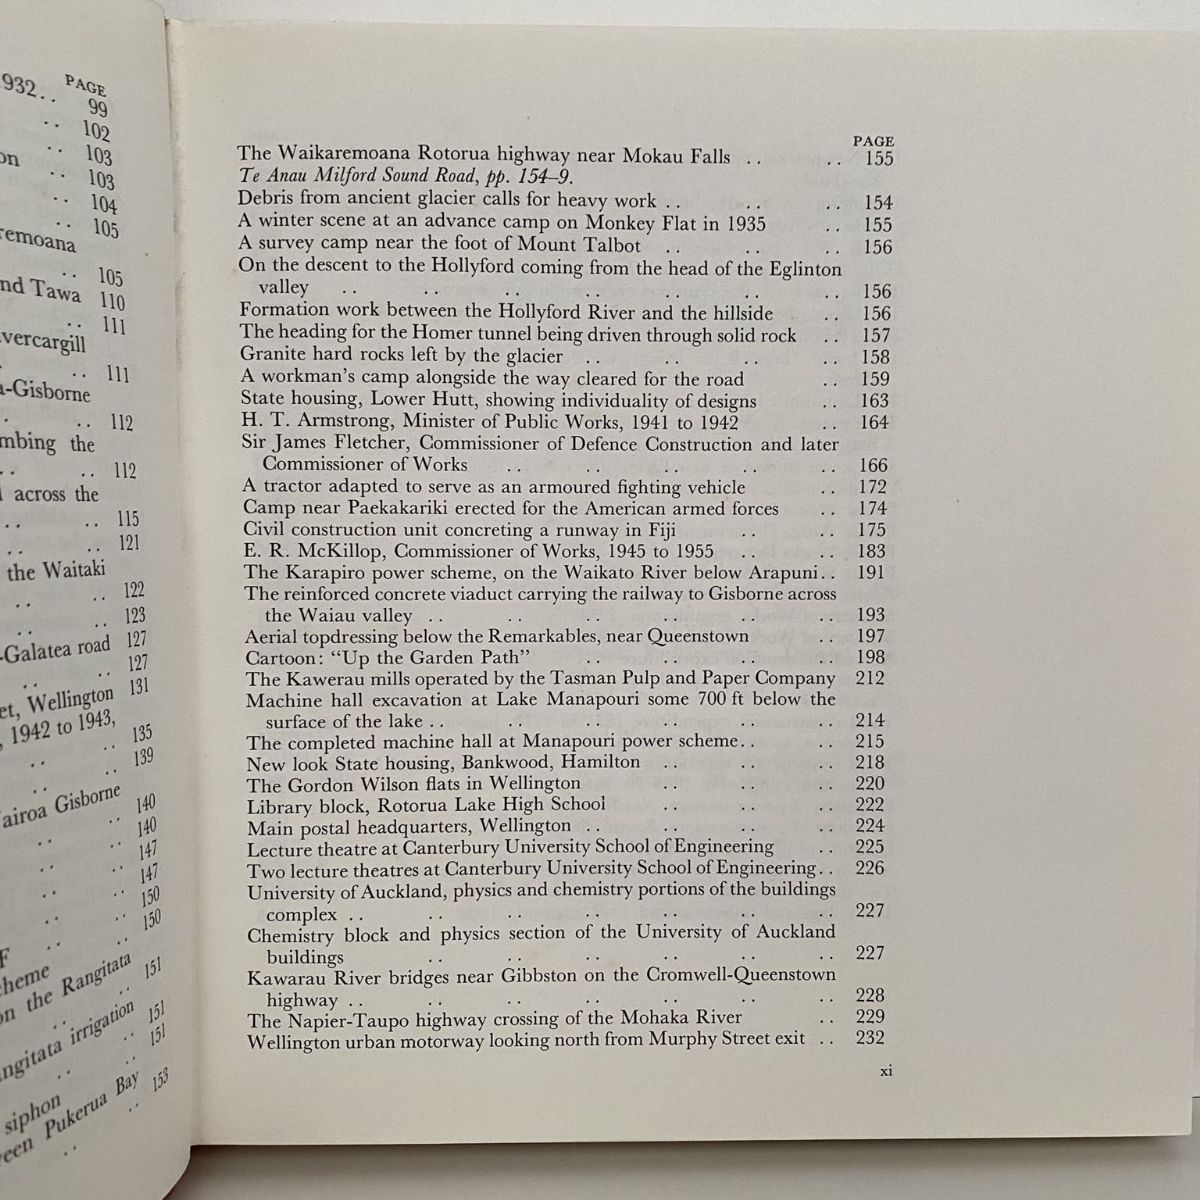 1932.. PAGE
99
.. 102
.. 103
.. 103
.. 104
.. 105
.. 105
nd Tawa 110
.. 111
.. 111
-Gisborne
.. 112
mbing the
.. .. 112
across the
.. .. 115
.. .. 121
the Waitaki
.. .. 122
.. .. 123
-Galatea road 127
.. .. 127
et, Wellington 131
, 1942 to 1943,
.. .. 135
.. .. 139
airoa Gisborne
.. .. 140
.. 140
.. .. 147
.. 147
.. .. 150
.. 150
F .. ..
cheme
on the Rangitata
.. .. 151
ngitata irrigation 151
.. .. 151
siphon
een Pukerua Bay 153
.. ..
PAGE
The Waikaremoana Rotorua highway near Mokau Falls .. .. 155
Te Anau Milford Sound Road, pp. 154–9.
Debris from ancient glacier calls for heavy work .. .. .. 154
A winter scene at an advance camp on Monkey Flat in 1935 .. 155
A survey camp near the foot of Mount Talbot .. .. .. 156
On the descent to the Hollyford coming from the head of the Eglinton
valley .. .. .. .. .. .. .. 156
Formation work between the Hollyford River and the hillside .. 156
The heading for the Homer tunnel being driven through solid rock .. 157
Granite hard rocks left by the glacier .. .. .. .. 158
A workman's camp alongside the way cleared for the road .. 159
State housing, Lower Hutt, showing individuality of designs .. 163
H. T. Armstrong, Minister of Public Works, 1941 to 1942 .. 164
Sir James Fletcher, Commissioner of Defence Construction and later
Commissioner of Works .. .. .. .. .. 166
A tractor adapted to serve as an armoured fighting vehicle .. 172
Camp near Paekakariki erected for the American armed forces .. 174
Civil construction unit concreting a runway in Fiji .. .. 175
E. R. McKillop, Commissioner of Works, 1945 to 1955 .. .. 183
The Karapiro power scheme, on the Waikato River below Arapuni.. 191
The reinforced concrete viaduct carrying the railway to Gisborne across
the Waiau valley .. .. .. .. .. .. 193
Aerial topdressing below the Remarkables, near Queenstown .. 197
Cartoon: “Up the Garden Path” .. .. .. .. 198
The Kawerau mills operated by the Tasman Pulp and Paper Company 212
Machine hall excavation at Lake Manapouri some 700 ft below the
surface of the lake .. .. .. .. .. .. 214
The completed machine hall at Manapouri power scheme.. .. 215
New look State housing, Bankwood, Hamilton .. .. .. 218
The Gordon Wilson flats in Wellington .. .. .. 220
Library block, Rotorua Lake High School .. .. .. 222
Main postal headquarters, Wellington .. .. .. .. 224
Lecture theatre at Canterbury University School of Engineering .. 225
Two lecture theatres at Canterbury University School of Engineering.. 226
University of Auckland, physics and chemistry portions of the buildings
complex .. .. .. .. .. .. .. 227
Chemistry block and physics section of the University of Auckland
buildings .. .. .. .. .. .. 227
Kawarau River bridges near Gibbston on the Cromwell-Queenstown
highway .. .. .. .. .. .. .. 228
The Napier-Taupo highway crossing of the Mohaka River .. 229
Wellington urban motorway looking north from Murphy Street exit .. 232
xi